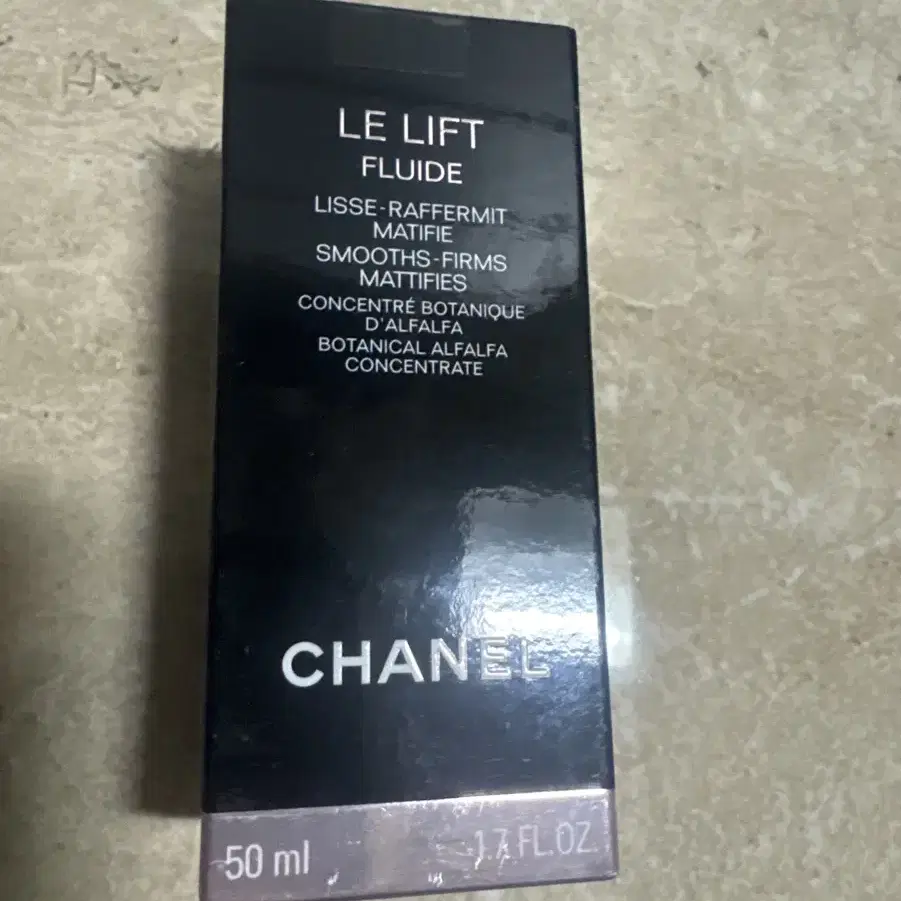 LE LIFT
FLUIDE
LISSE-RAFFERMIT
MATIFIE
SMOOTHS-FIRMS
MATTIFIES
CONCENTRÉ BOTANIQUE
D'ALFALFA
BOTANICAL ALFALFA
CONCENTRATE
CHANEL
50 ml 1.7 FL.OZ.